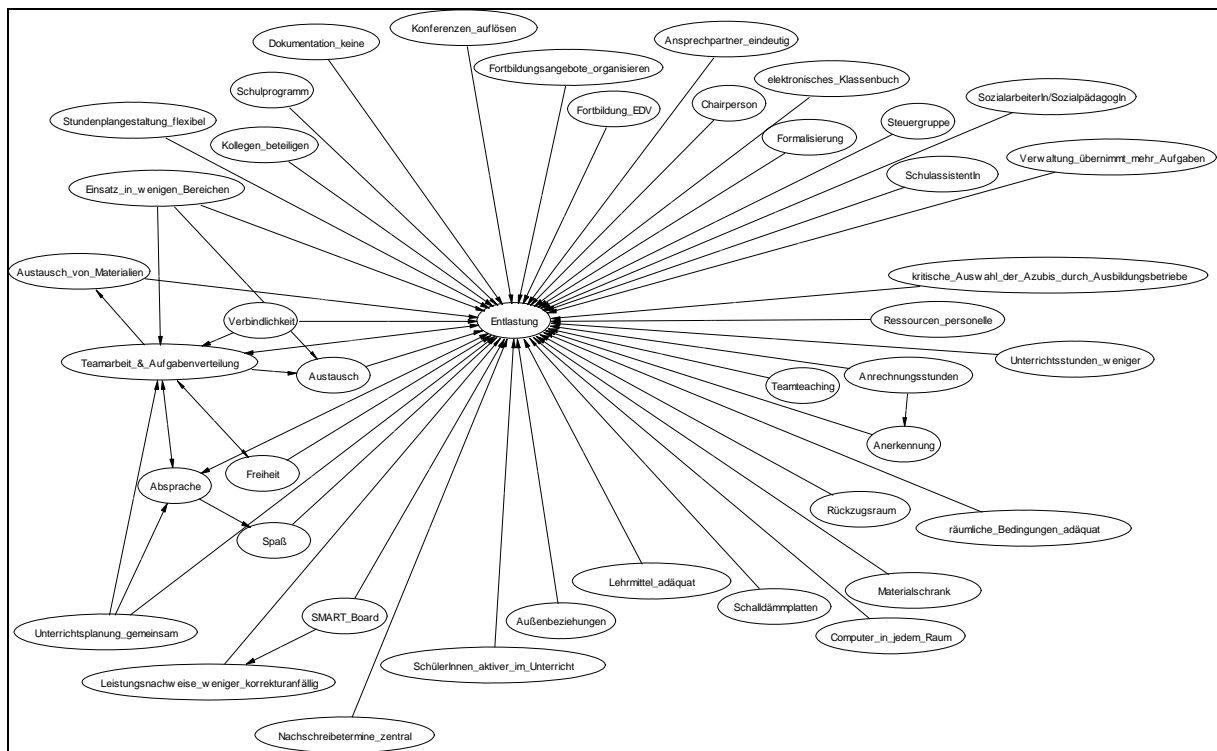 Konferenzen_auflösen
Dokumentation_keine
Ansprechpartner_eindeutig
Fortbildungsangebote_organisieren
elektronisches_Klassenbuch
Schulprogramm
SozialarbeiterIn/SozialpädagogIn
Fortbildung_EDV
Chairperson
Stundenplangestaltung_flexibel
Steuergruppe
Kollegen_beteiligen
Formalisierung
Verwaltung_übernimmt_mehr_Aufgaben
SchulassistentIn
Einsatz_in_wenigen_Bereichen
Austausch_von_Materialien
kritische_Auswahl_der_Azubis_durch_Ausbildungsbetriebe
Verbindlichkeit
Entlastung
Ressourcen_personelle
Teamarbeit_&_Aufgabenverteilung
Unterrichtsstunden_weniger
Austausch
Anrechnungsstunden
Teamteaching
Anerkennung
Freiheit
Absprache
Rückzugsraum
räumliche_Bedingungen_adäquat
Spaß
Lehrmittel_adäquat
Materialschrank
Schalldämmplatten
SMART_Board
Außenbeziehungen
Unterrichtsplanung_gemeinsam
Computer_in_jedem_Raum
SchülerInnen_aktiver_im_Unterricht
Leistungsnachweise_weniger_korrekturanfällig
Nachschreibetermine_zentral